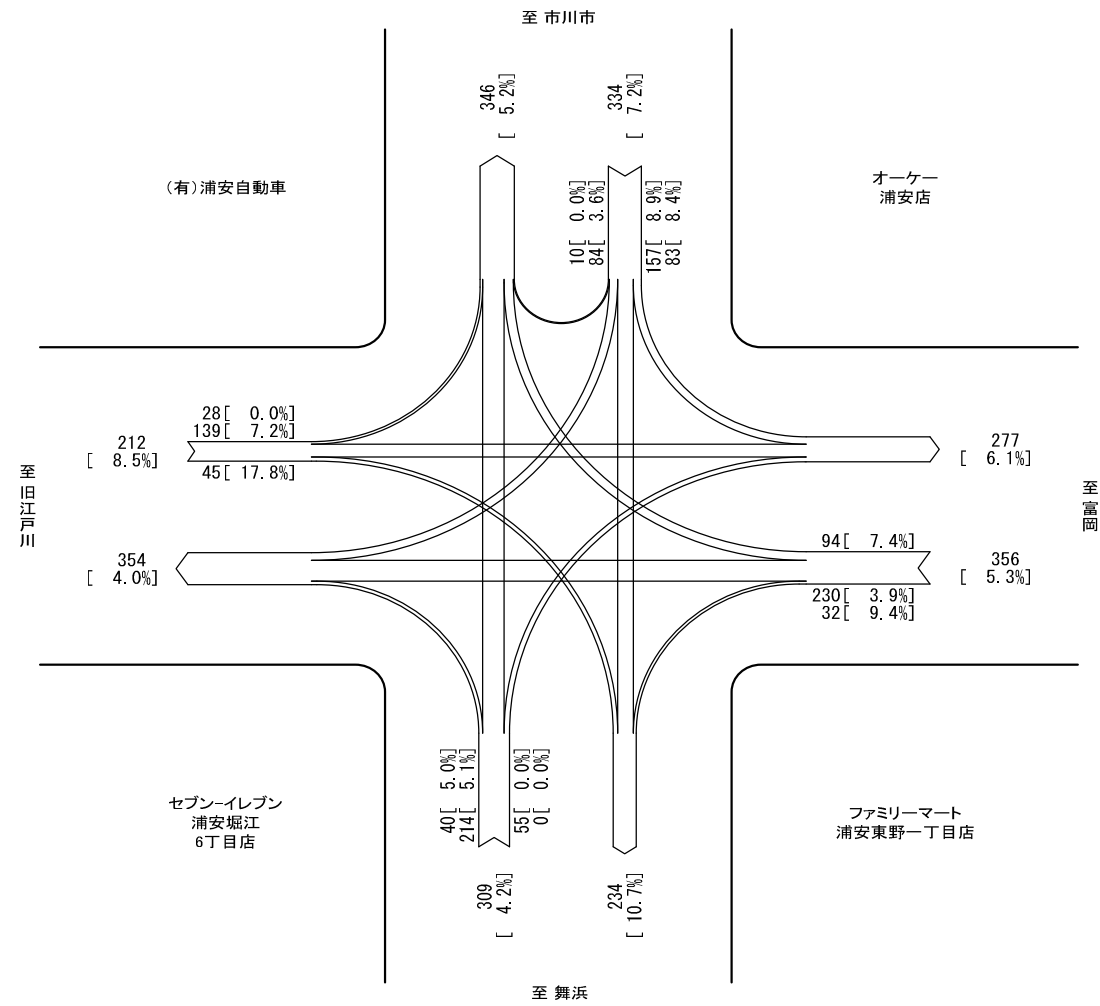 至 市川市
346
[ 5.2%]
334
[ 7.2%]
(有)浦安自動車
オーケー
浦安店
10[ 0.0%]
84[ 3.6%]
157[ 8.9%]
83[ 8.4%]
28[ 0.0%]
139[ 7.2%]
45[ 17.8%]
212
[ 8.5%]
277
[ 6.1%]
至 旧江戸川
至 富岡
354
[ 4.0%]
94[ 7.4%]
356
[ 5.3%]
230[ 3.9%]
32[ 9.4%]
40[ 5.0%]
214[ 5.1%]
55[ 0.0%]
0[ 0.0%]
セブン-イレブン
浦安堀江
6丁目店
ファミリーマート
浦安東野一丁目店
309
[ 4.2%]
234
[ 10.7%]
至 舞浜